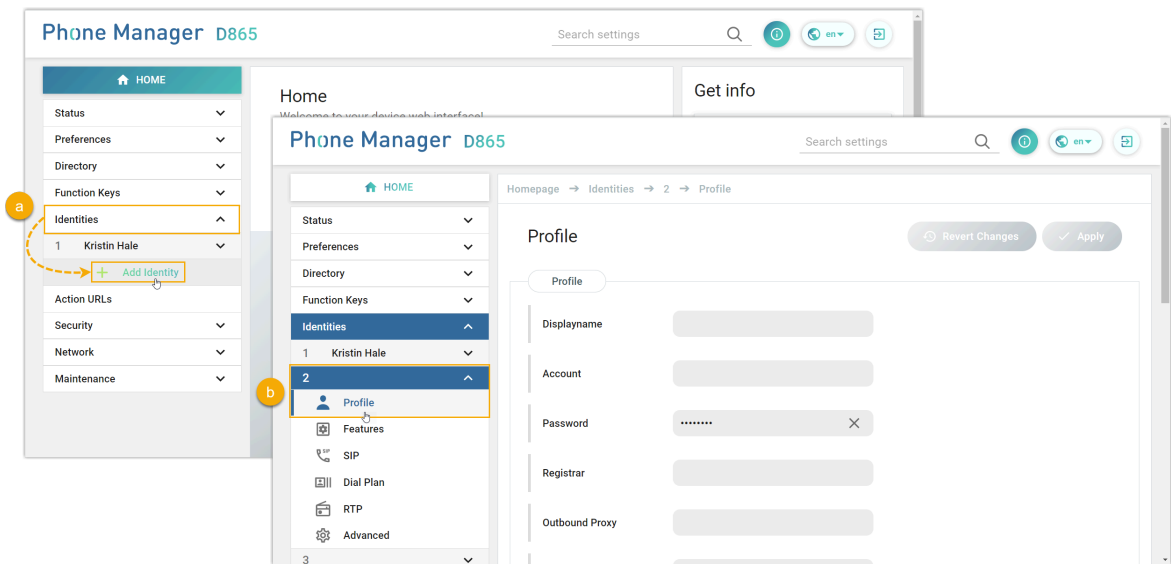 Phone Manager D865
Search settings
en
HOME
Status
Preferences
Directory
Function Keys
a
Identities
1 Kristin Hale
+ Add Identity
Action URLs
Security
Network
Maintenance
Home
Get info
Phone Manager D865
Search settings
en
HOME
Status
Preferences
Directory
Function Keys
Identities
1 Kristin Hale
b
2
Profile
Features
SIP SIP
Dial Plan
RTP
Advanced
3
Homepage → Identities → 2 → Profile
Profile
Revert Changes
Apply
Profile
Displayname
Account
Password ••••••••
Registrar
Outbound Proxy